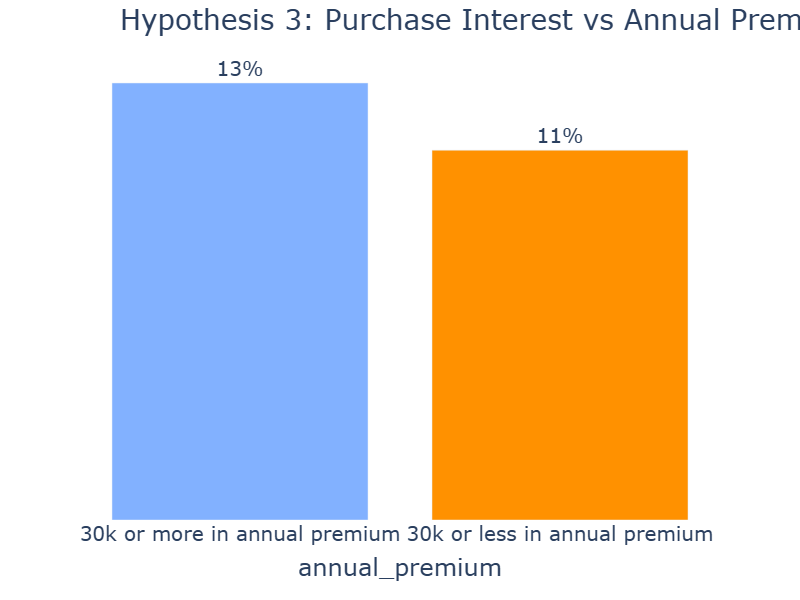 Hypothesis 3: Purchase Interest vs Annual Prem
13%
11%
30k or more in annual premium
30k or less in annual premium
annual_premium